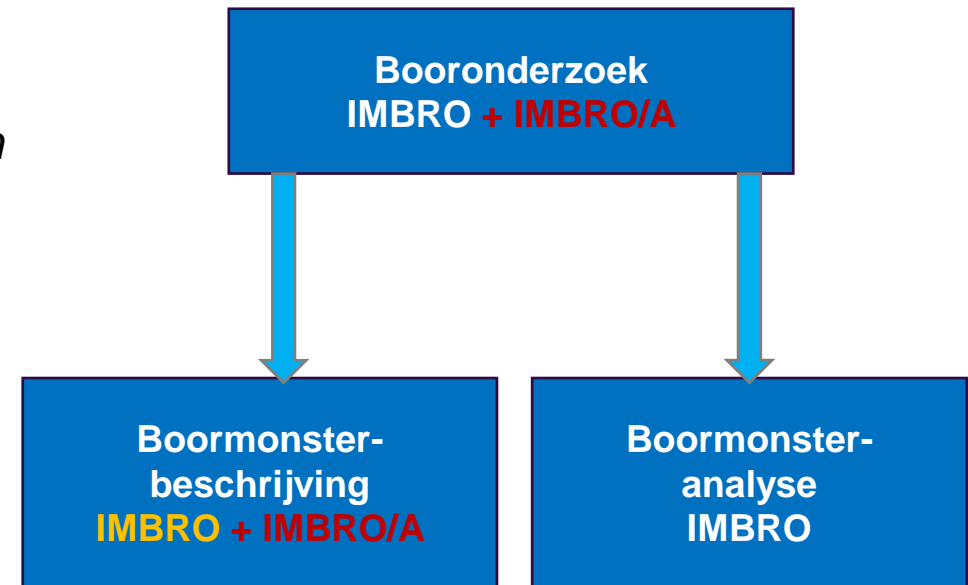 Booronderzoek
IMBRO + IMBRO/A
n
Boormonster-
beschrijving
IMBRO + IMBRO/A
Boormonster-
analyse
IMBRO